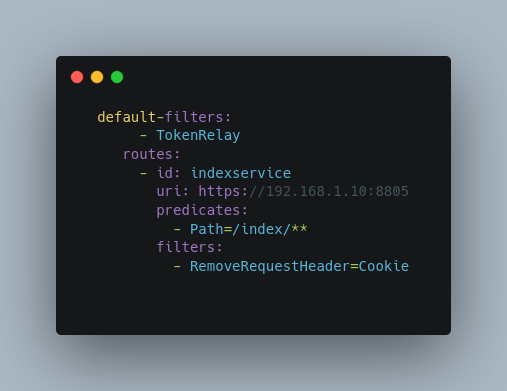 default-filters:
     - TokenRelay
   routes:
     - id: indexservice
       uri: https://192.168.1.10:8805
       predicates:
         - Path=/index/**
       filters:
         - RemoveRequestHeader=Cookie